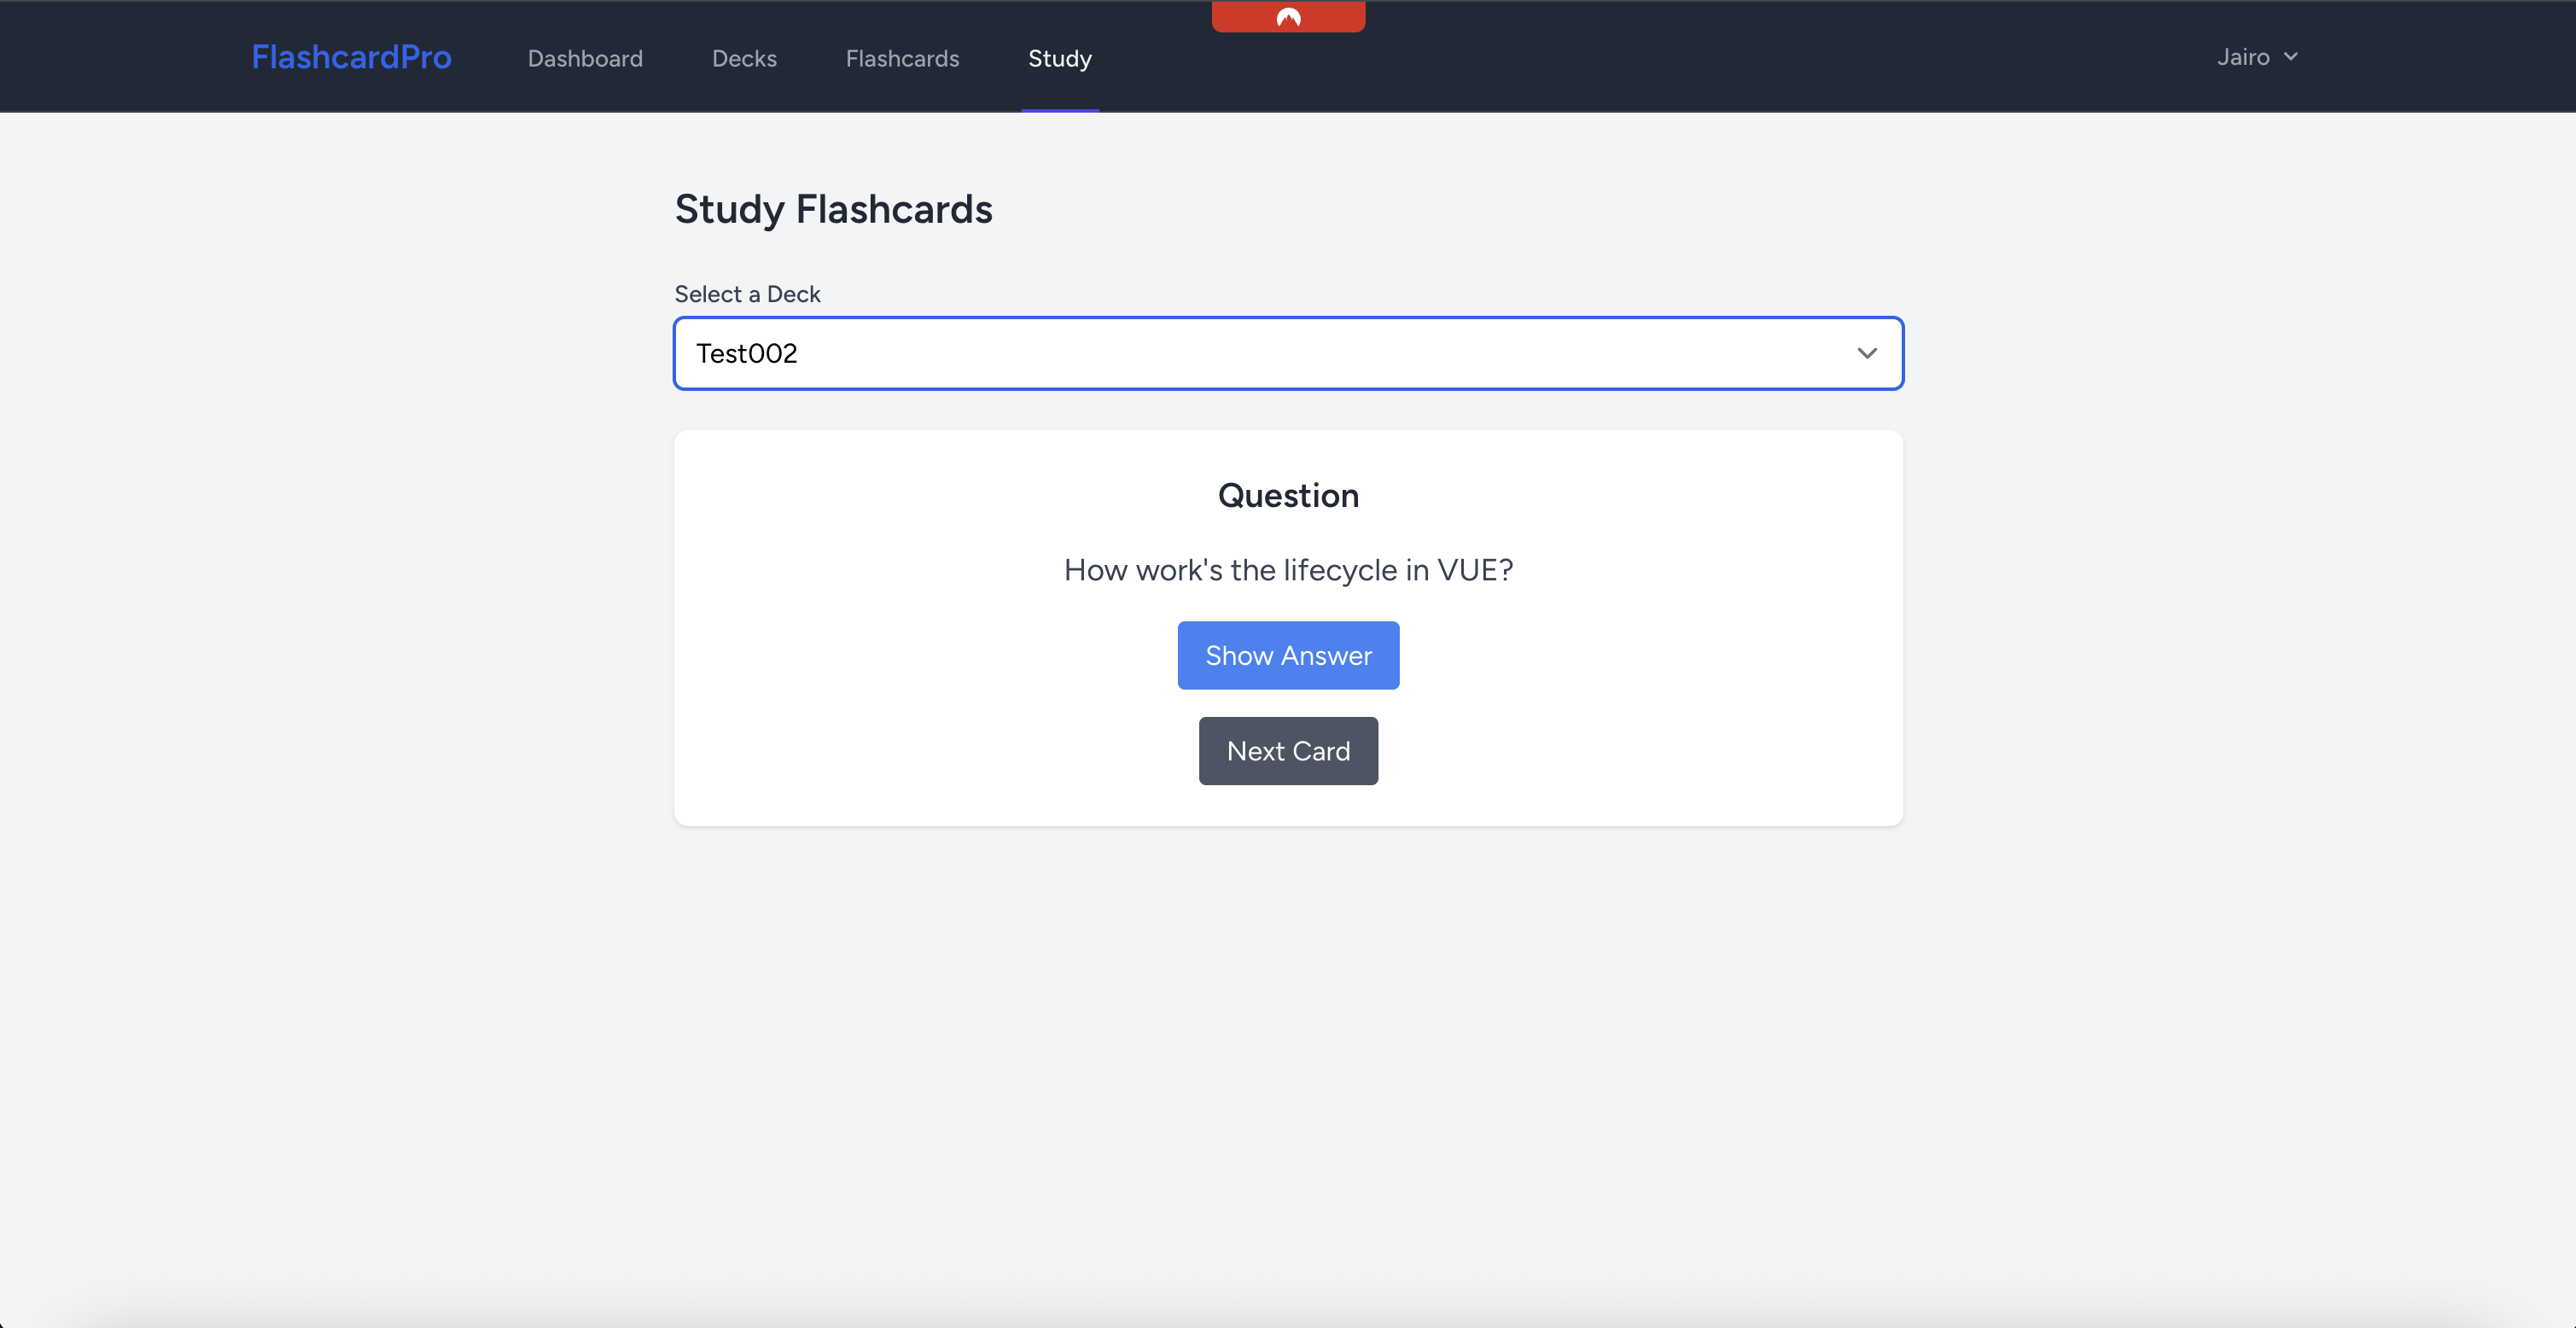 FlashcardPro Dashboard Decks Flashcards Study Jairo
Study Flashcards
Select a Deck
Test002
Question
How work's the lifecycle in VUE?
Show Answer
Next Card